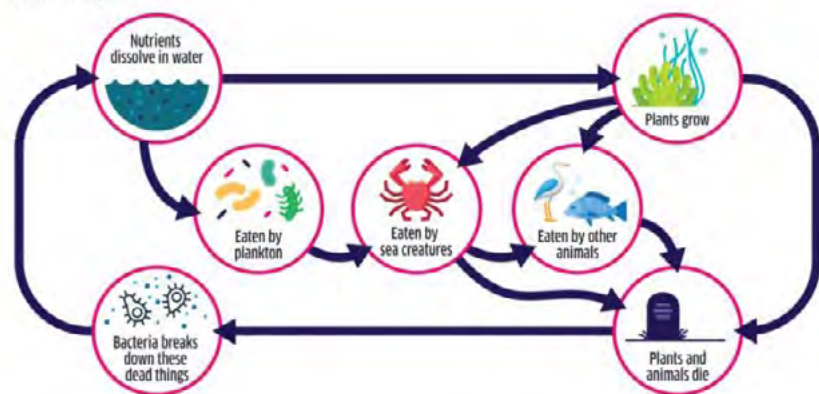 Nutrients
dissolve in water
Plants grow
Eaten by
plankton
Eaten by
sea creatures
Eaten by other
animals
Bacteria breaks
down these
dead things
Plants and
animals die